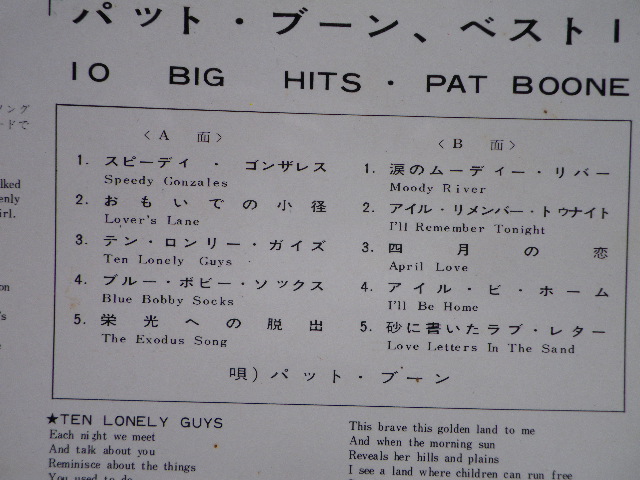 「パット・ブーン、ベスト1
10 BIG HITS・PAT BOONE
〈A 面〉
1. スピーディ・ゴンザレス
Speedy Gonzales
2. おもいでの小径
Lover's Lane
3. テン・ロンリー・ガイズ
Ten Lonely Guys
4. ブルー・ボビー・ソックス
Blue Bobby Socks
5. 栄光への脱出
The Exodus Song
〈B 面〉
1. 涙のムーディー・リバー
Moody River
2. アイル・リメンバー・トゥナイト
I'll Remember Tonight
3. 四月の恋
April Love
4. アイル・ビ・ホーム
I'll Be Home
5. 砂に書いたラブ・レター
Love Letters In The Sand
唄）パット・ブーン
★TEN LONELY GUYS
Each night we meet
And talk about you
Reminisce about the things
You used to do
This brave this golden land to me
And when the morning sun
Reveals her hills and plains
I see a land where children can run free